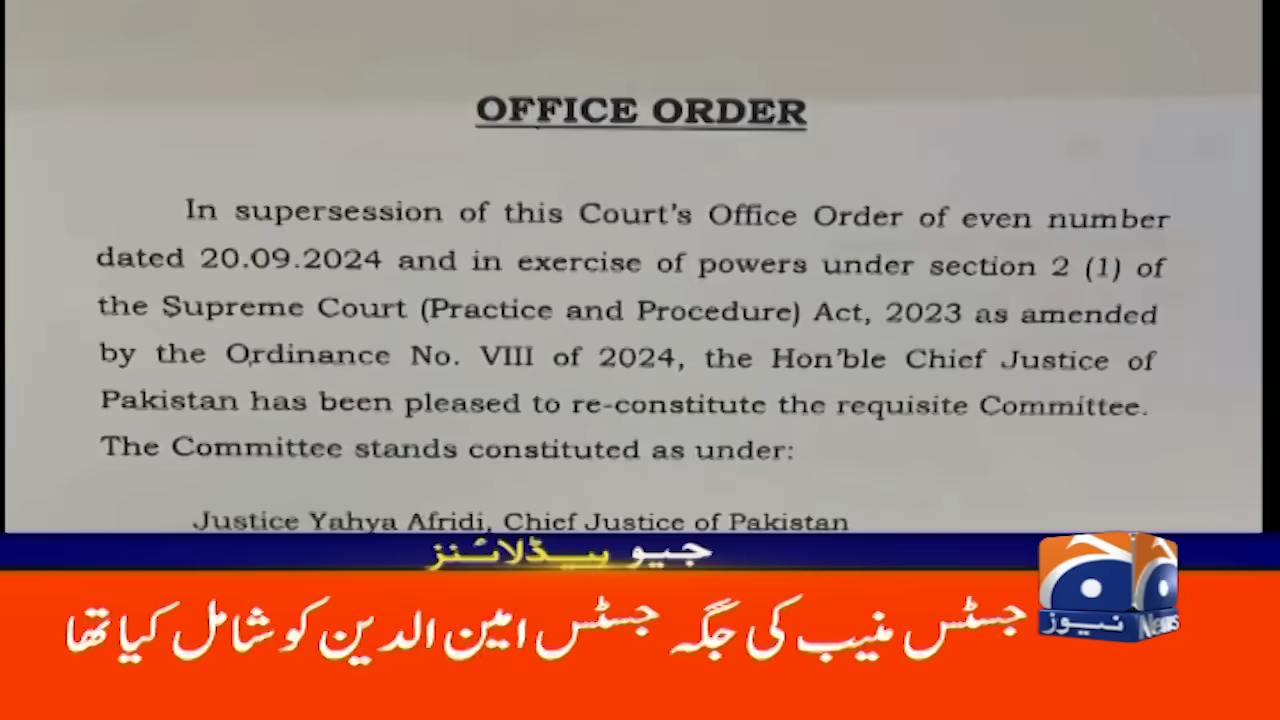 OFFICE ORDER
In supersession of this Court's Office Order of even number
dated 20.09.2024 and in exercise of powers under section 2 (1) of
the Supreme Court (Practice and Procedure) Act, 2023 as amended
by the Ordinance No. VIII of 2024, the Hon'ble Chief Justice of
Pakistan has been pleased to re-constitute the requisite Committee.
The Committee stands constituted as under:
Justice Yahya Afridi, Chief Justice of Pakistan
جیو ہیڈلائنز
جسٹس منیب کی جگہ جسٹس امین الدین کو شامل کیا تھا
نیوز News